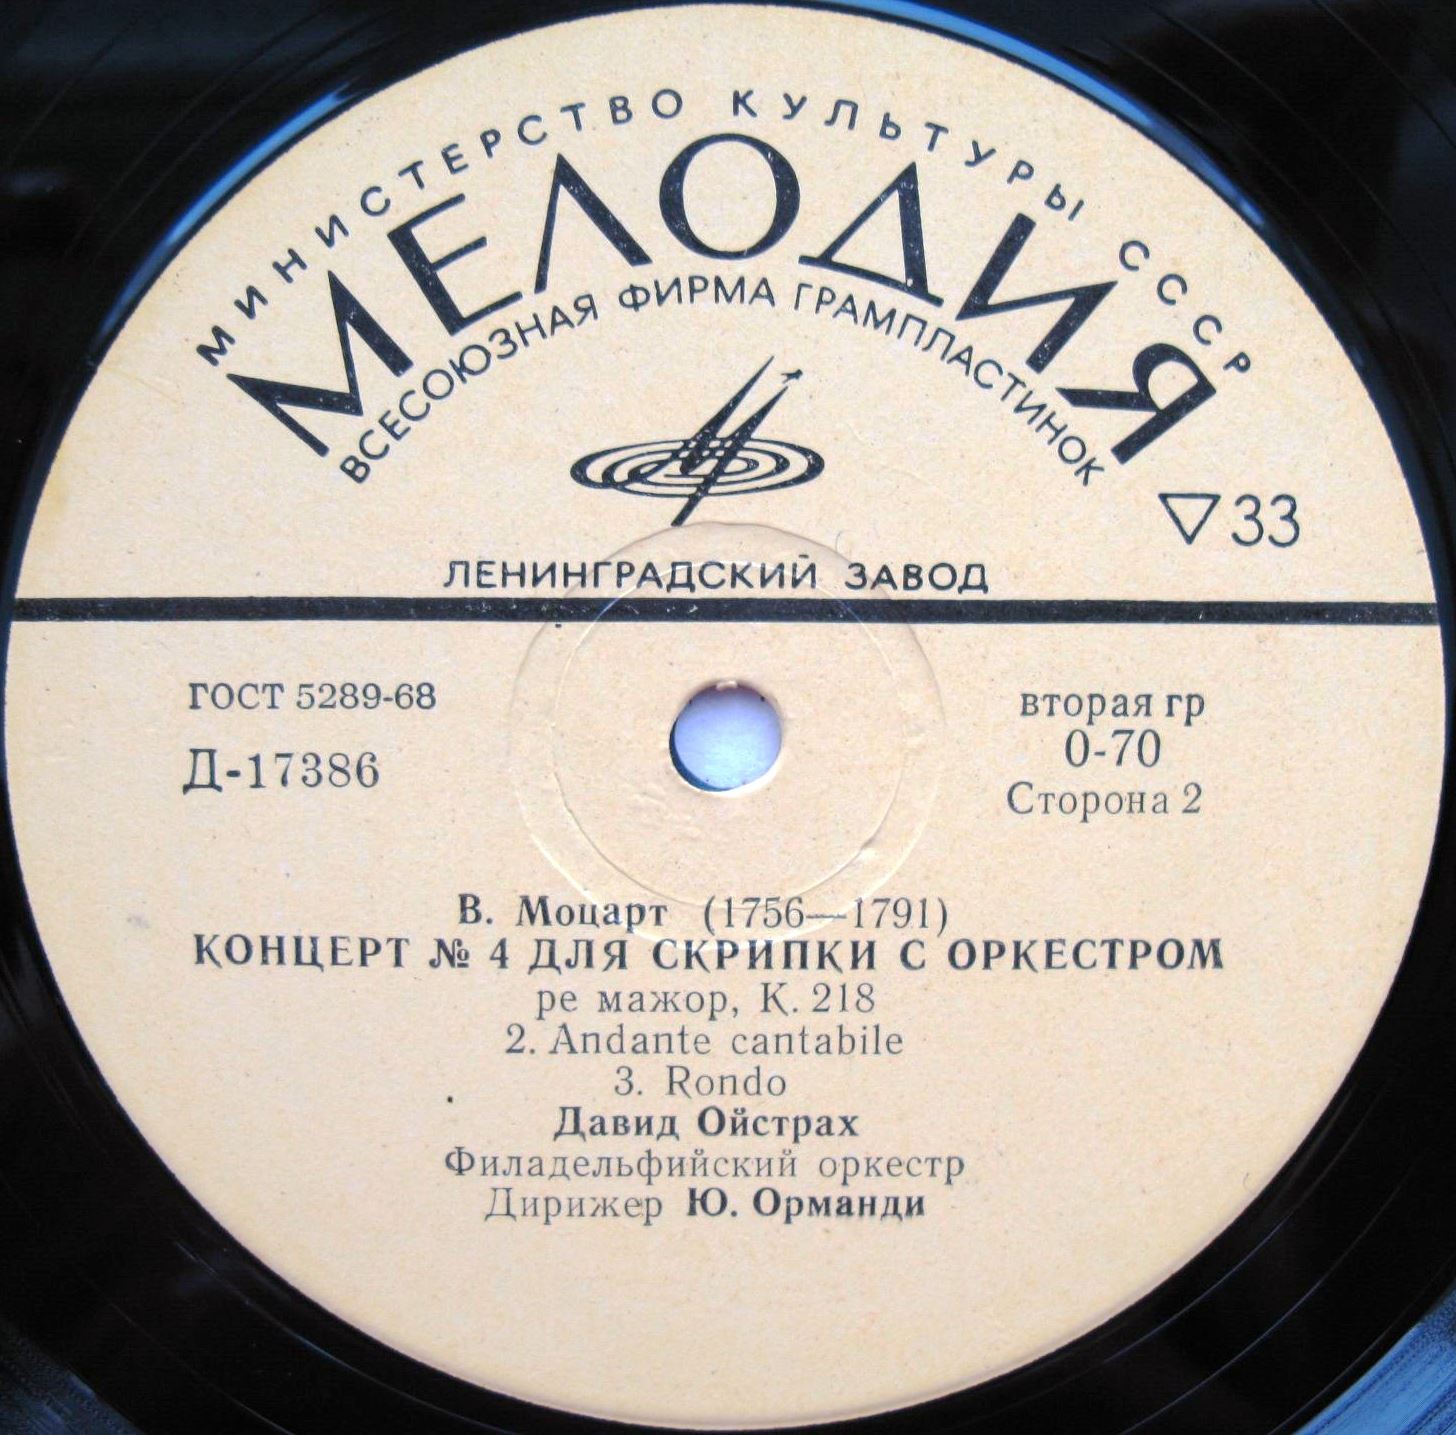 МИНИСТЕРСТВО КУЛЬТУРЫ СССР
МЕЛОДИЯ
ВСЕСОЮЗНАЯ ФИРМА ГРАМПЛАСТИНОК
▽33
ЛЕНИНГРАДСКИЙ ЗАВОД
ГОСТ 5289-68
Д-17386
вторая гр
0-70
Сторона 2
В. Моцарт (1756—1791)
КОНЦЕРТ № 4 ДЛЯ СКРИПКИ С ОРКЕСТРОМ
ре мажор, К. 218
2. Andante cantabile
3. Rondo
Давид Ойстрах
Филадельфийский оркестр
Дирижер Ю. Орманди